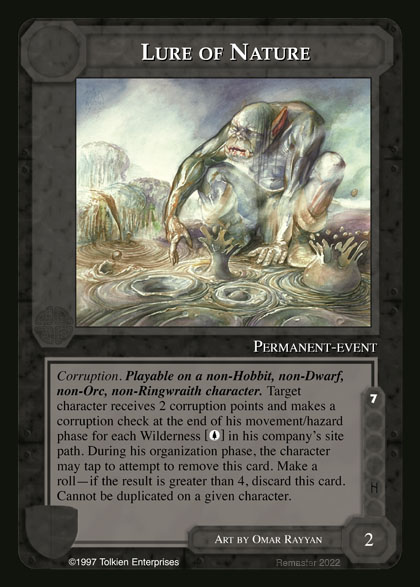 Lure of Nature
Permanent-event
Corruption. Playable on a non-Hobbit, non-Dwarf,
non-Orc, non-Ringwraith character. Target
character receives 2 corruption points and makes a
corruption check at the end of his movement/hazard
phase for each Wilderness [] in his company's site
path. During his organization phase, the character
may tap to attempt to remove this card. Make a
roll—if the result is greater than 4, discard this card.
Cannot be duplicated on a given character.
7
H
Art by Omar Rayyan
2
©1997 Tolkien Enterprises
Remaster 2022